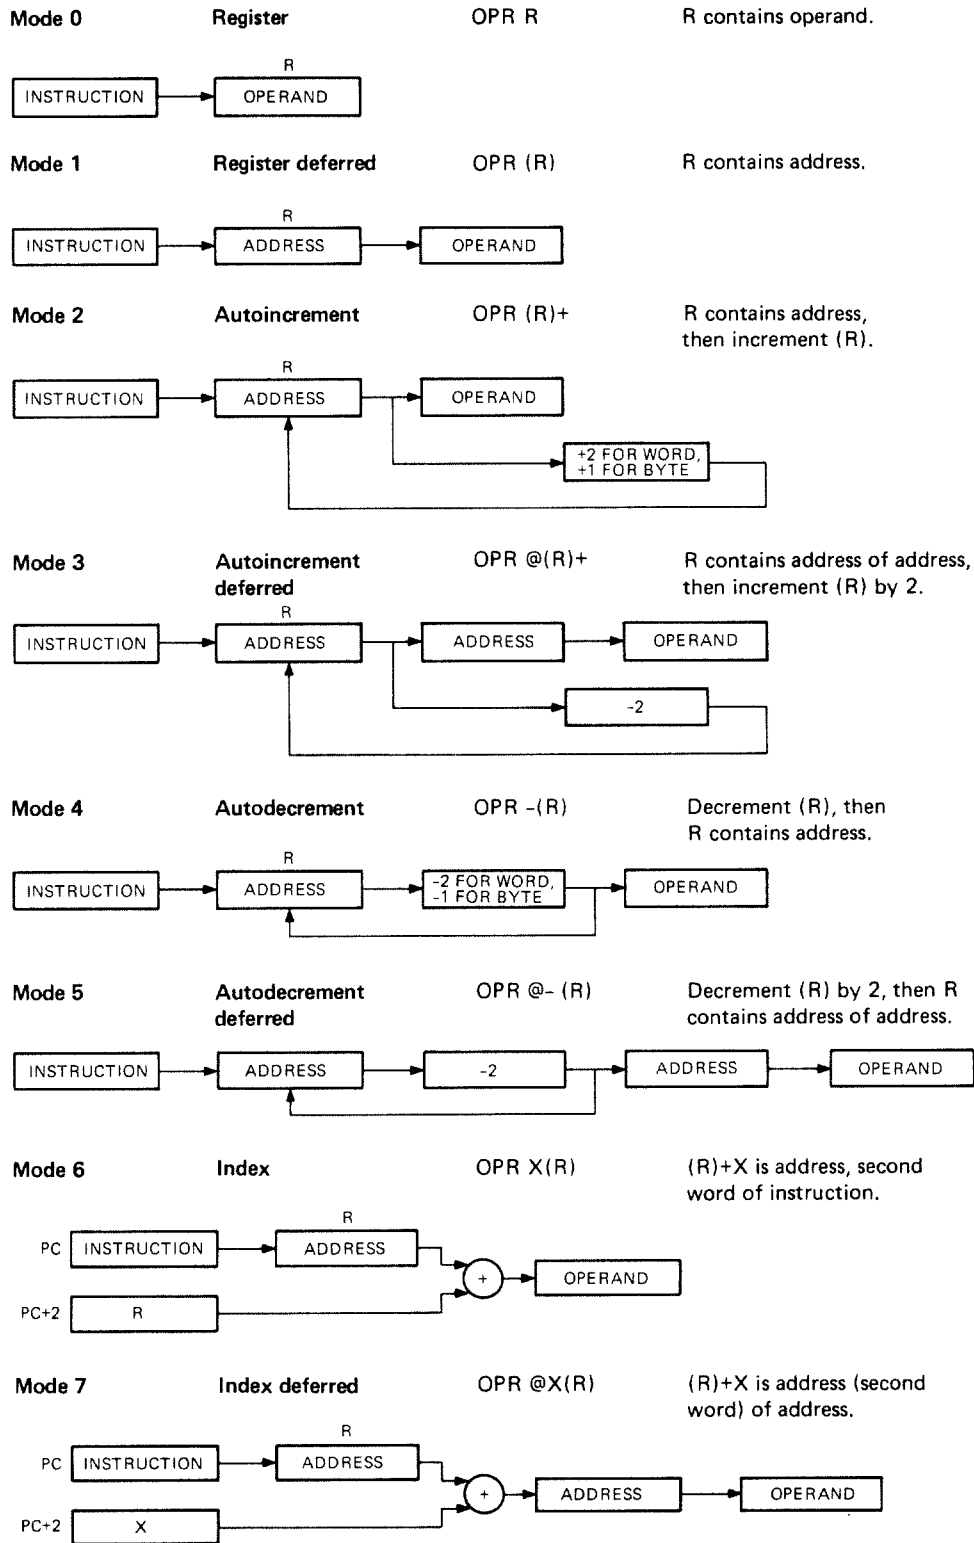 Mode 0 Register OPR R R contains operand.
R
INSTRUCTION OPERAND
Mode 1 Register deferred OPR (R) R contains address.
R
INSTRUCTION ADDRESS OPERAND
Mode 2 Autoincrement OPR (R)+ R contains address,
then increment (R).
R
INSTRUCTION ADDRESS OPERAND
+2 FOR WORD,
+1 FOR BYTE
Mode 3 Autoincrement OPR @(R)+ R contains address of address,
deferred then increment (R) by 2.
R
INSTRUCTION ADDRESS ADDRESS OPERAND
-2
Mode 4 Autodecrement OPR -(R) Decrement (R), then
R contains address.
R
INSTRUCTION ADDRESS -2 FOR WORD, OPERAND
-1 FOR BYTE
Mode 5 Autodecrement OPR @- (R) Decrement (R) by 2, then R
deferred contains address of address.
INSTRUCTION ADDRESS -2 ADDRESS OPERAND
Mode 6 Index OPR X(R) (R)+X is address, second
word of instruction.
R
PC INSTRUCTION ADDRESS
+ OPERAND
PC+2 R
Mode 7 Index deferred OPR @X(R) (R)+X is address (second
word) of address.
R
PC INSTRUCTION ADDRESS
+ ADDRESS OPERAND
PC+2 X